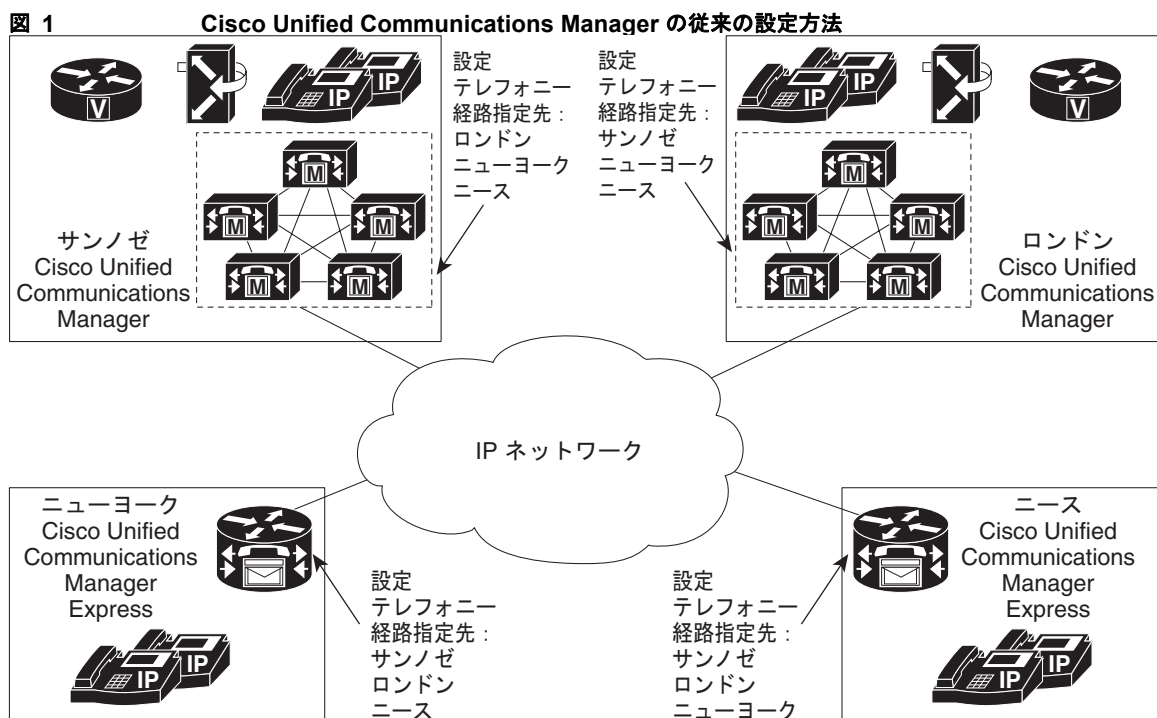 図 1 Cisco Unified Communications Manager の従来の設定方法
V
IP
IP
設定
テレフォニー
経路指定先：
ロンドン
ニューヨーク
ニース
M
M
M
M
M
サンノゼ
Cisco Unified
Communications
Manager
設定
テレフォニー
経路指定先：
サンノゼ
ニューヨーク
ニース
IP
IP
V
M
M
M
M
M
ロンドン
Cisco Unified
Communications
Manager
IP ネットワーク
ニューヨーク
Cisco Unified
Communications
Manager
Express
IP
IP
設定
テレフォニー
経路指定先：
サンノゼ
ロンドン
ニース
設定
テレフォニー
経路指定先：
サンノゼ
ロンドン
ニューヨーク
ニース
Cisco Unified
Communications
Manager
Express
IP
IP